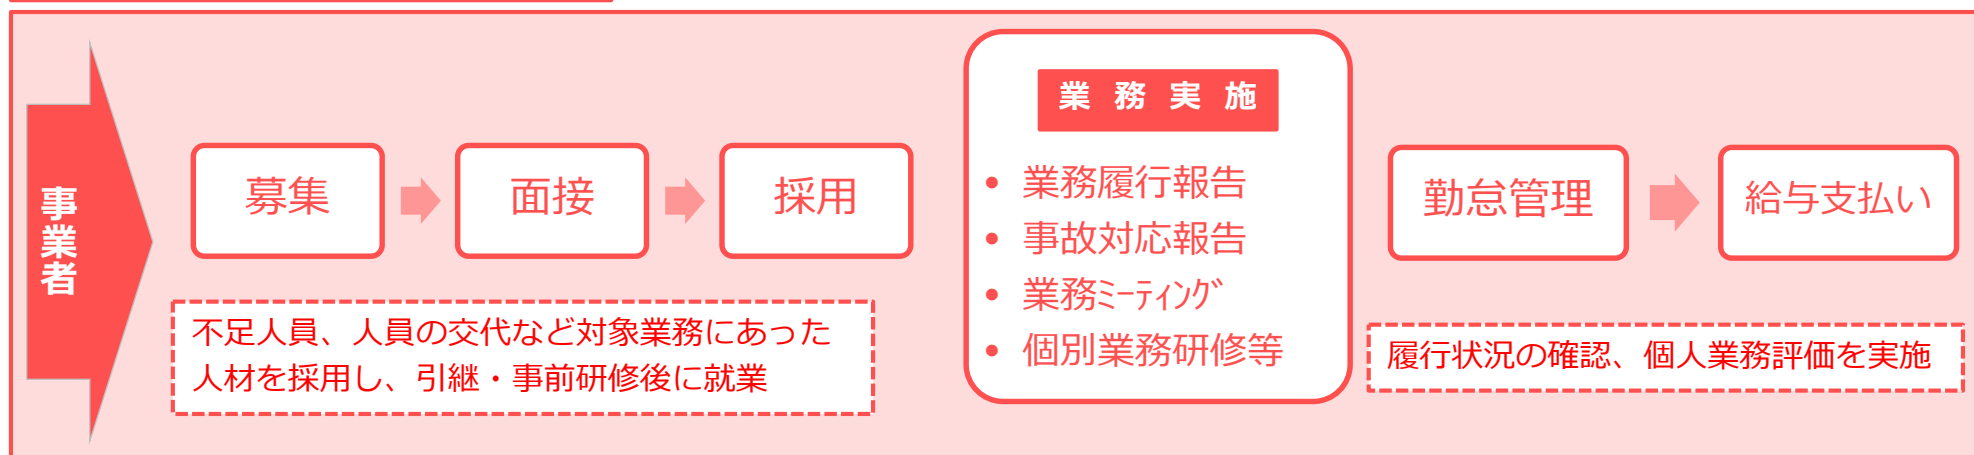 事業者
募集
面接
採用
不足人員、人員の交代など対象業務にあった
人材を採用し、引継・事前研修後に就業
業 務 実 施
• 業務履行報告
• 事故対応報告
• 業務ﾐｰﾃｨﾝｸﾞ
• 個別業務研修等
勤怠管理
給与支払い
履行状況の確認、個人業務評価を実施